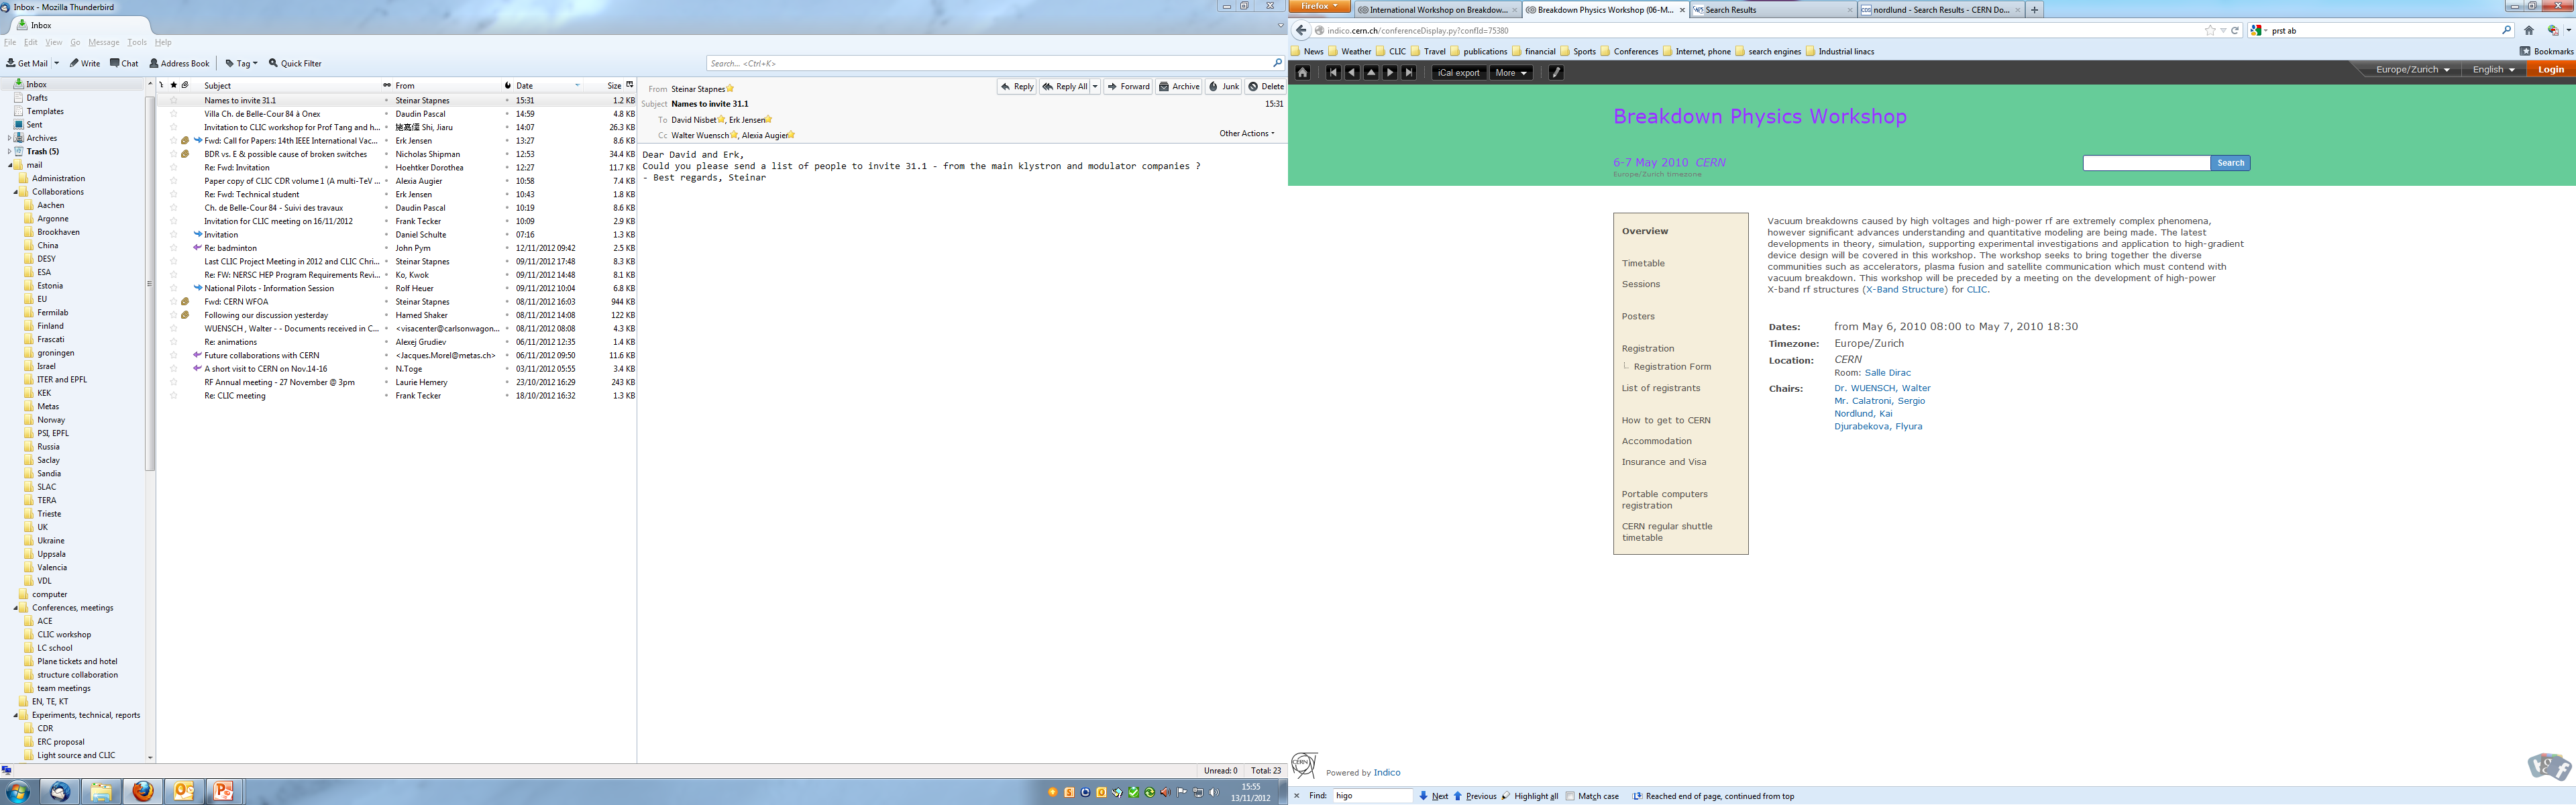 Inbox - Mozilla Thunderbird
Inbox
File Edit View Go Message Tools Help
Get Mail Write Chat Address Book Tag Quick Filter
Search... <Ctrl+K>
Inbox
Drafts
Templates
Sent
Archives
Trash (5)
mail
Administration
Collaborations
Aachen
Argonne
Brookhaven
China
DESY
ESA
Estonia
EU
Fermilab
Finland
Frascati
groningen
Israel
ITER and EPFL
KEK
Metas
Norway
PSI, EPFL
Russia
Saclay
Sandia
SLAC
TERA
Trieste
UK
Ukraine
Uppsala
Valencia
VDL
computer
Conferences, meetings
ACE
CLIC workshop
LC school
Plane tickets and hotel
structure collaboration
team meetings
EN, TE, KT
Experiments, technical, reports
CDR
ERC proposal
Light source and CLIC
Subject From Date Size
Names to invite 31.1 Steinar Stapnes 15:31 1.2 KB
Villa Ch. de Belle-Cour 84 à Onex Daudin Pascal 14:59 4.8 KB
Invitation to CLIC workshop for Prof Tang and h... Shi, Jiaru 14:07 26.3 KB
Fwd: Call for Papers: 14th IEEE International Vac... Erk Jensen 13:27 8.6 KB
BDR vs. E & possible cause of broken switches Nicholas Shipman 12:53 34.4 KB
Re: Fwd: Invitation Hoehtker Dorothea 12:27 11.7 KB
Paper copy of CLIC CDR volume 1 (A multi-TeV ... Alexia Augier 10:58 7.4 KB
Re: Fwd: Technical student Erk Jensen 10:43 1.8 KB
Ch. de Belle-Cour 84 - Suivi des travaux Daudin Pascal 10:19 8.6 KB
Invitation for CLIC meeting on 16/11/2012 Frank Tecker 10:09 2.9 KB
Invitation Daniel Schulte 07:16 1.3 KB
Re: badminton John Pym 12/11/2012 09:42 2.5 KB
Last CLIC Project Meeting in 2012 and CLIC Chri... Steinar Stapnes 09/11/2012 17:48 8.3 KB
Re: FW: NERSC HEP Program Requirements Revi... Ko, Kwok 09/11/2012 14:48 8.1 KB
National Pilots - Information Session Rolf Heuer 09/11/2012 10:04 6.8 KB
Fwd: CERN WFOA Steinar Stapnes 08/11/2012 16:03 944 KB
Following our discussion yesterday Hamed Shaker 08/11/2012 14:08 122 KB
WUENSCH , Walter - - Documents received in C... <visacenter@carlsonwagon... 08/11/2012 08:08 4.3 KB
Re: animations Alexej Grudiev 06/11/2012 12:35 1.4 KB
Future collaborations with CERN <Jacques.Morel@metas.ch> 06/11/2012 09:50 11.6 KB
A short visit to CERN on Nov.14-16 N.Toge 03/11/2012 05:55 3.4 KB
RF Annual meeting - 27 November @ 3pm Laurie Hemery 23/10/2012 16:29 243 KB
Re: CLIC meeting Frank Tecker 18/10/2012 16:32 1.3 KB
From Steinar Stapnes Reply Reply All Forward Archive Junk Delete
Subject Names to invite 31.1 15:31
To David Nisbet, Erk Jensen
Cc Walter Wuensch, Alexia Augier Other Actions
Dear David and Erk,
Could you please send a list of people to invite 31.1 - from the main klystron and modulator companies ?
- Best regards, Steinar
Unread: 0 Total: 23
15:55
13/11/2012
Firefox International Workshop on Breakdow... Breakdown Physics Workshop (06-M... Search Results nordlund - Search Results - CERN Do...
indico.cern.ch/conferenceDisplay.py?confId=75380 prst ab
News Weather CLIC Travel publications financial Sports Conferences Internet, phone search engines Industrial linacs Bookmarks
iCal export More Europe/Zurich English Login
Breakdown Physics Workshop
6-7 May 2010 CERN
Europe/Zurich timezone
Search
Overview
Timetable
Sessions
Posters
Registration
Registration Form
List of registrants
How to get to CERN
Accommodation
Insurance and Visa
Portable computers
registration
CERN regular shuttle
timetable
Vacuum breakdowns caused by high voltages and high-power rf are extremely complex phenomena,
however significant advances understanding and quantitative modeling are being made. The latest
developments in theory, simulation, supporting experimental investigations and application to high-gradient
device design will be covered in this workshop. The workshop seeks to bring together the diverse
communities such as accelerators, plasma fusion and satellite communication which must contend with
vacuum breakdown. This workshop will be preceded by a meeting on the development of high-power
X-band rf structures (X-Band Structure) for CLIC.
Dates: from May 6, 2010 08:00 to May 7, 2010 18:30
Timezone: Europe/Zurich
Location: CERN
Room: Salle Dirac
Chairs: Dr. WUENSCH, Walter
Mr. Calatroni, Sergio
Nordlund, Kai
Djurabekova, Flyura
CERN
Powered by Indico
Find: higo Next Previous Highlight all Match case Reached end of page, continued from top